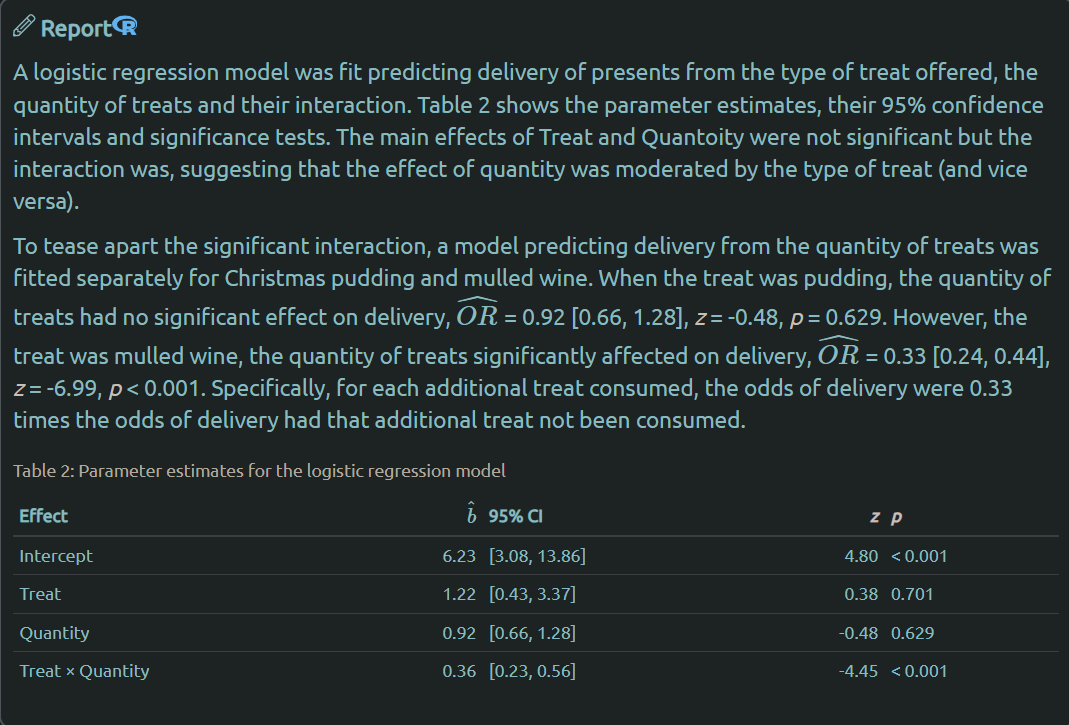 Report
A logistic regression model was fit predicting delivery of presents from the type of treat offered, the
quantity of treats and their interaction. Table 2 shows the parameter estimates, their 95% confidence
intervals and significance tests. The main effects of Treat and Quantoity were not significant but the
interaction was, suggesting that the effect of quantity was moderated by the type of treat (and vice
versa).
To tease apart the significant interaction, a model predicting delivery from the quantity of treats was
fitted separately for Christmas pudding and mulled wine. When the treat was pudding, the quantity of
treats had no significant effect on delivery, $\widehat{OR}$ = 0.92 [0.66, 1.28], z = -0.48, p = 0.629. However, the
treat was mulled wine, the quantity of treats significantly affected on delivery, $\widehat{OR}$ = 0.33 [0.24, 0.44],
z = -6.99, p < 0.001. Specifically, for each additional treat consumed, the odds of delivery were 0.33
times the odds of delivery had that additional treat not been consumed.
Table 2: Parameter estimates for the logistic regression model
Effect $\hat{b}$ 95% CI z p
Intercept 6.23 [3.08, 13.86] 4.80 < 0.001
Treat 1.22 [0.43, 3.37] 0.38 0.701
Quantity 0.92 [0.66, 1.28] -0.48 0.629
Treat × Quantity 0.36 [0.23, 0.56] -4.45 < 0.001